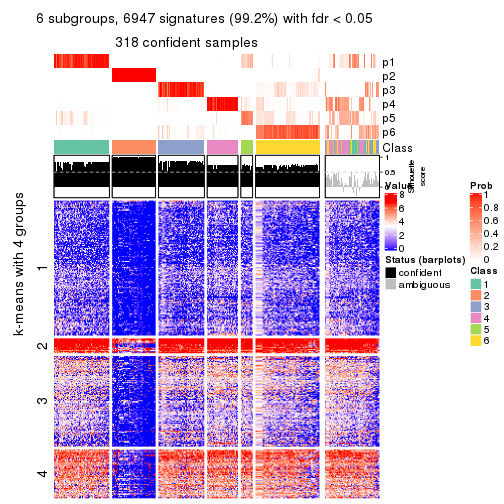 6 subgroups, 6947 signatures (99.2%) with fdr < 0.05
318 confident samples
p1
p2
p3
p4
p5
p6
Class
1
0.5
0
Silhouette
score
k-means with 4 groups
1
2
3
4
Value
8
6
4
2
0
Status (barplots)
confident
ambiguous
Prob
1
0.8
0.6
0.4
0.2
0
Class
1
2
3
4
5
6